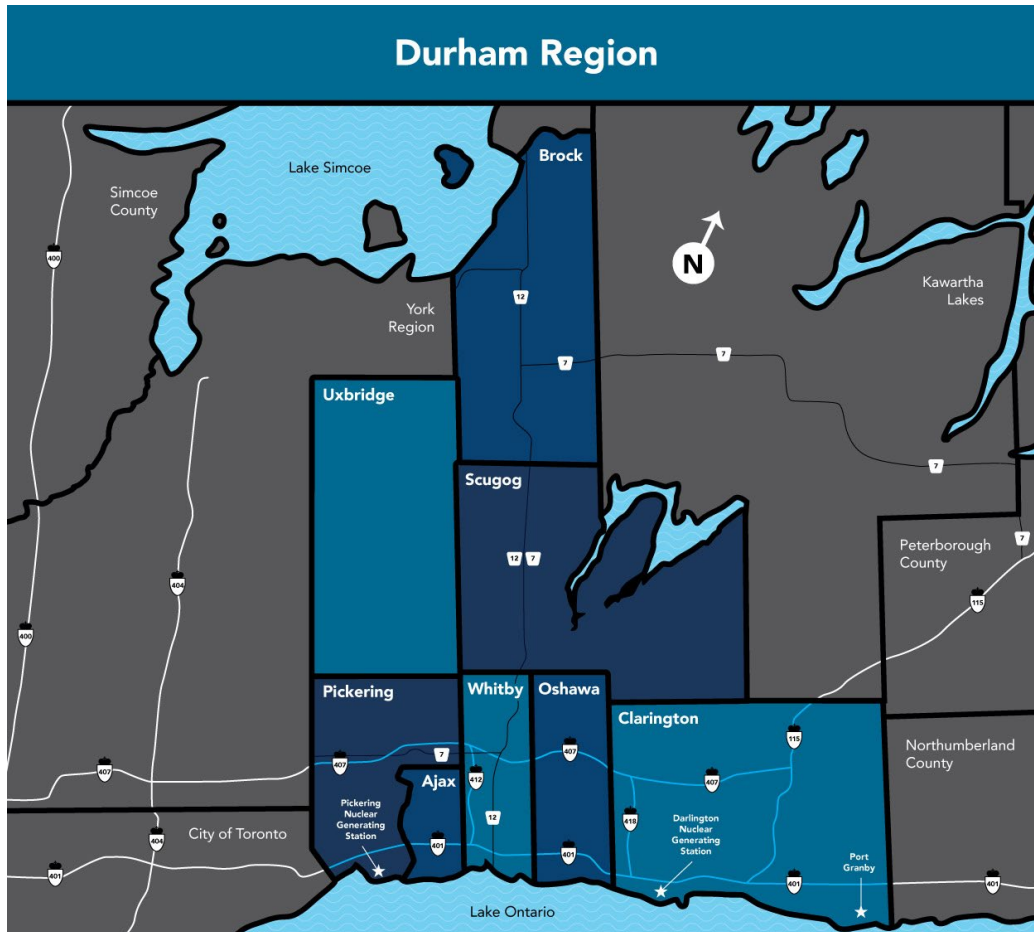 Durham Region
Brock
Lake Simcoe
Simcoe
County
400
N
Kawartha
Lakes
12
York
Region
7
7
Uxbridge
7
Scugog
7
12
7
Peterborough
County
404
115
400
Pickering
Whitby
Oshawa
Clarington
115
Northumberland
County
407
407
7
412
407
407
Ajax
Pickering
Nuclear
Generating
Station
12
418
Darlington
Nuclear
Generating
Station
City of Toronto
404
401
401
401
Port
Granby
401
401
Lake Ontario